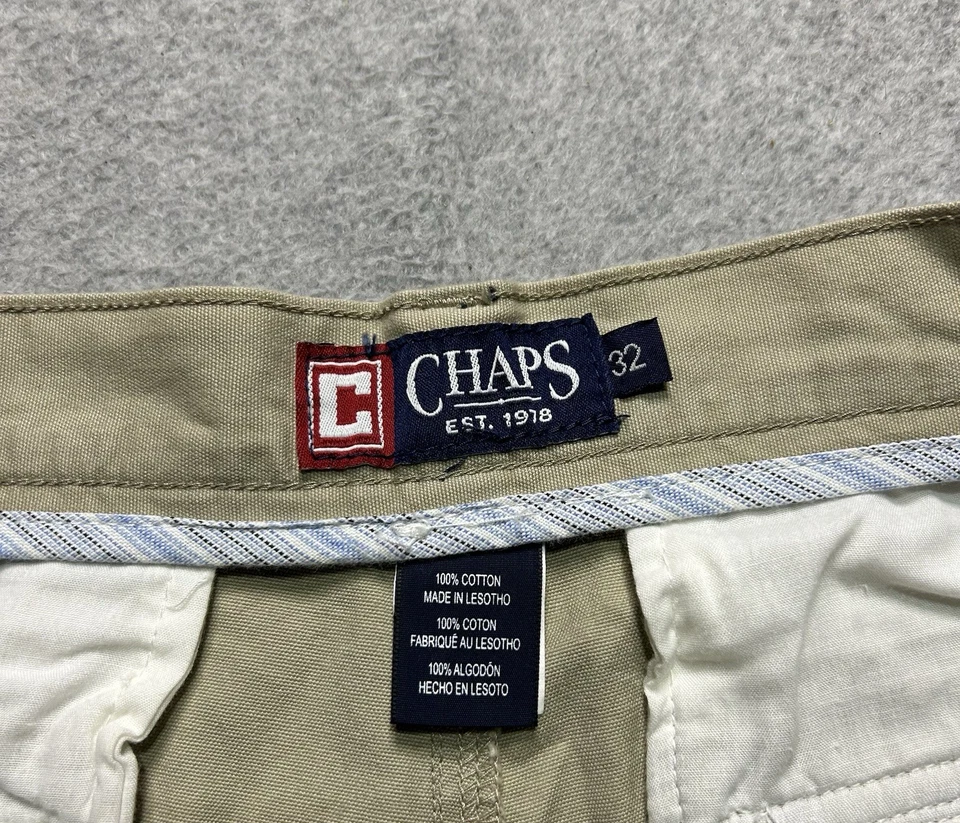 C
CHAPS
EST. 1978
32
100% COTTON
MADE IN LESOTHO
100% COTON
FABRIQUÉ AU LESOTHO
100% ALGODÓN
HECHO EN LESOTO